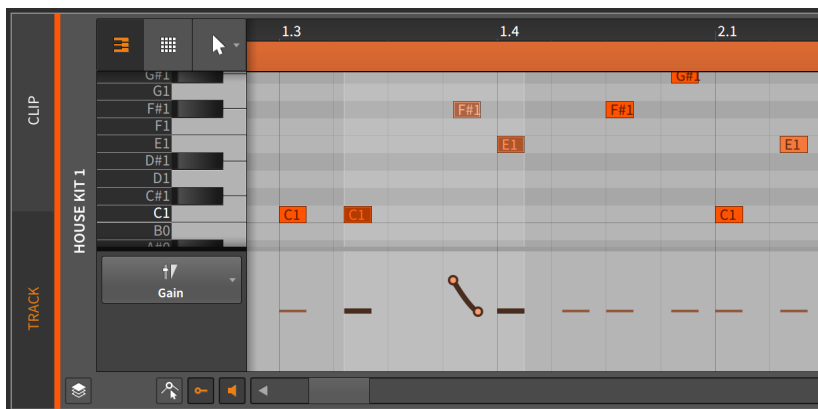 CLIP
TRACK
HOUSE KIT 1
1.3 1.4 2.1
G#1 G#1
G1
F#1 F#1 F#1
F1
E1 E1 E1
D#1
D1
C#1
C1 C1 C1 C1
B0
A#0
Gain